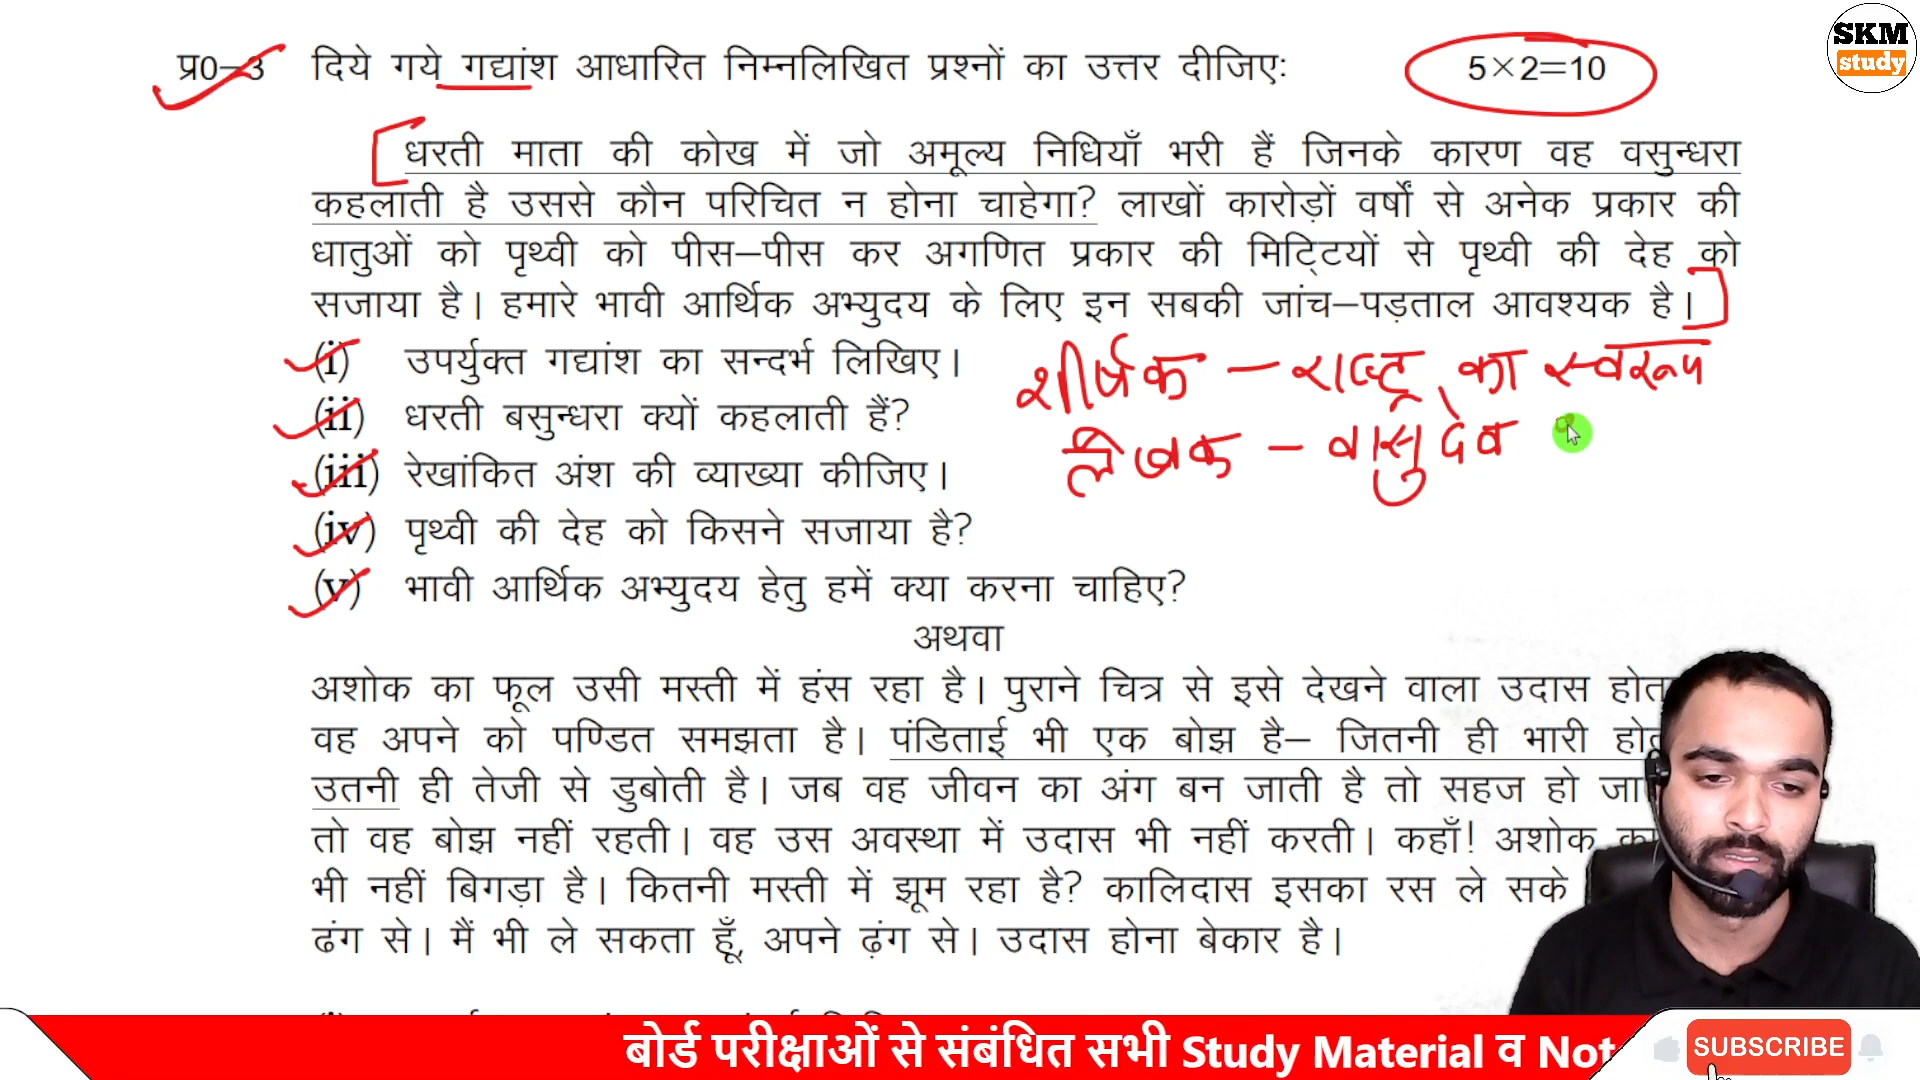 SKM
study
प्र0–3 दिये गये गद्यांश आधारित निम्नलिखित प्रश्नों का उत्तर दीजिए: 5×2=10
धरती माता की कोख में जो अमूल्य निधियाँ भरी हैं जिनके कारण वह वसुन्धरा
कहलाती है उससे कौन परिचित न होना चाहेगा? लाखों कारोड़ों वर्षों से अनेक प्रकार की
धातुओं को पृथ्वी को पीस–पीस कर अगणित प्रकार की मिट्टियों से पृथ्वी की देह को
सजाया है। हमारे भावी आर्थिक अभ्युदय के लिए इन सबकी जांच–पड़ताल आवश्यक है।
(i) उपर्युक्त गद्यांश का सन्दर्भ लिखिए।
शीर्षक – राष्ट्र का स्वरूप
(ii) धरती बसुन्धरा क्यों कहलाती हैं?
लेखक – वासुदेव
(iii) रेखांकित अंश की व्याख्या कीजिए।
(iv) पृथ्वी की देह को किसने सजाया है?
(v) भावी आर्थिक अभ्युदय हेतु हमें क्या करना चाहिए?
अथवा
अशोक का फूल उसी मस्ती में हंस रहा है। पुराने चित्र से इसे देखने वाला उदास
वह अपने को पण्डित समझता है। पंडिताई भी एक बोझ है– जितनी ही भारी
उतनी ही तेजी से डुबोती है। जब वह जीवन का अंग बन जाती है तो सहज हो
तो वह बोझ नहीं रहती। वह उस अवस्था में उदास भी नहीं करती। कहाँ! अशोक
भी नहीं बिगड़ा है। कितनी मस्ती में झूम रहा है? कालिदास इसका रस ले सके
ढंग से। मैं भी ले सकता हूँ, अपने ढ़ंग से। उदास होना बेकार है।
बोर्ड परीक्षाओं से संबंधित सभी Study Material व Not
SUBSCRIBE